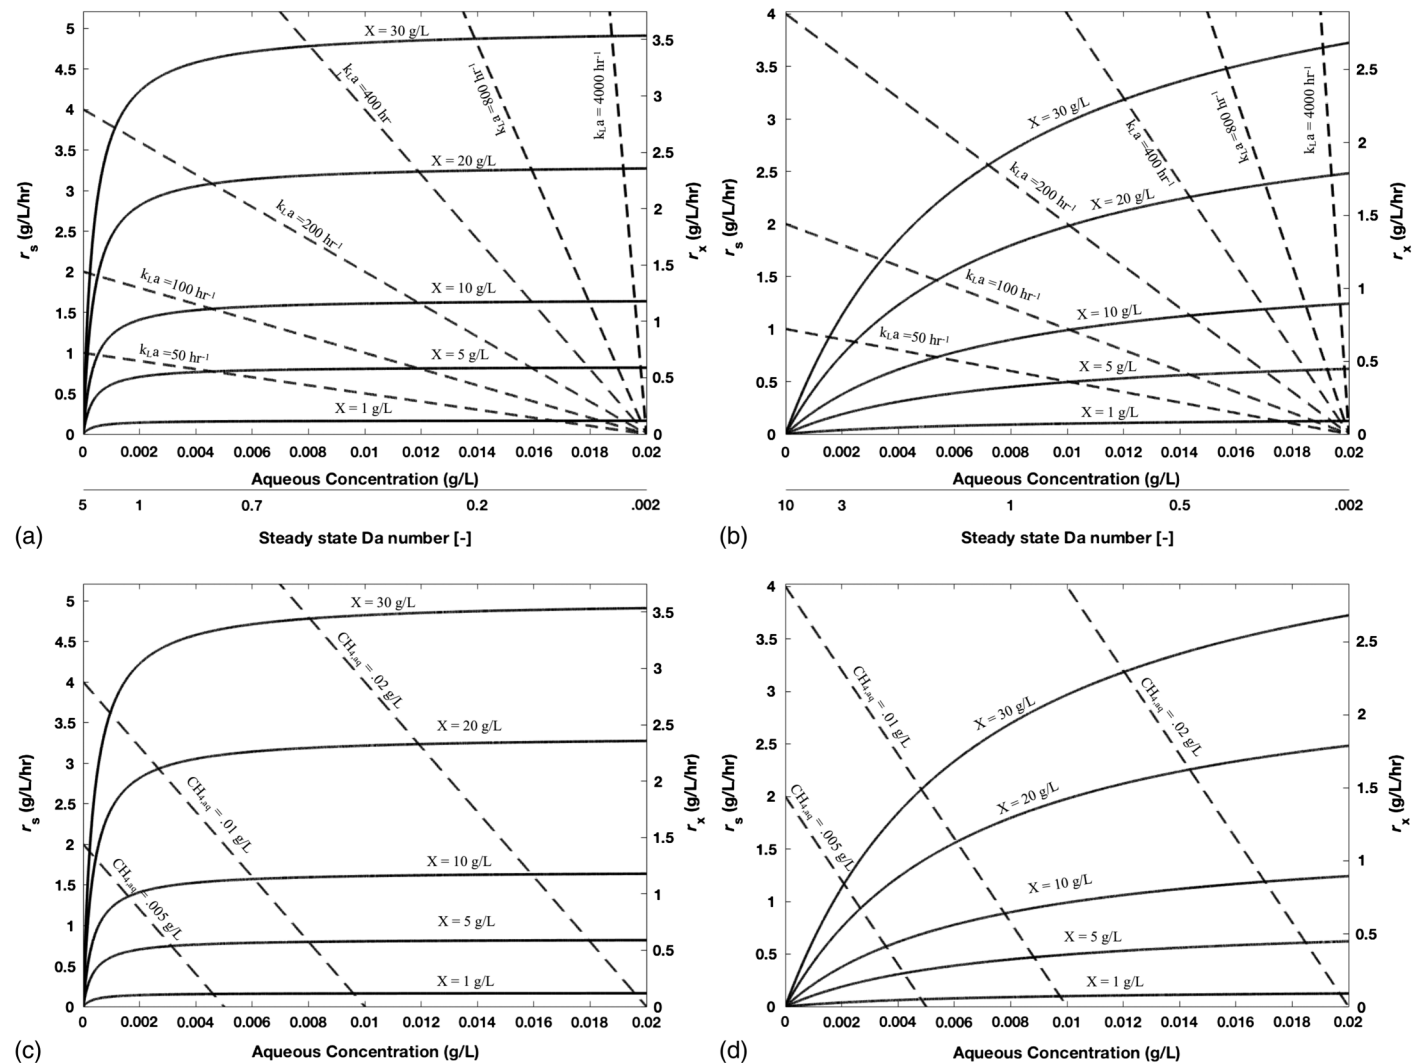 5
4.5
4
3.5
3
2.5
2
1.5
1
0.5
0
r_s (g/L/hr)
X = 30 g/L
X = 20 g/L
X = 10 g/L
X = 5 g/L
X = 1 g/L
k_La =400 hr⁻
k_La =800 hr⁻¹
k_La = 4000 hr⁻¹
k_La =200 hr⁻¹
k_La =100 hr⁻¹
k_La =50 hr⁻¹
3.5
3
2.5
2
1.5
1
0.5
0
r_x (g/L/hr)
0 0.002 0.004 0.006 0.008 0.01 0.012 0.014 0.016 0.018 0.02
Aqueous Concentration (g/L)
5 1 0.7 0.2 .002
Steady state Da number [-]
(a)
4
3.5
3
2.5
2
1.5
1
0.5
0
r_s (g/L/hr)
X = 30 g/L
X = 20 g/L
X = 10 g/L
X = 5 g/L
X = 1 g/L
k_La =400 hr⁻¹
k_La =800 hr⁻¹
k_La = 4000 hr⁻¹
k_La =200 hr⁻¹
k_La =100 hr⁻¹
k_La =50 hr⁻¹
2.5
2
1.5
1
0.5
0
r_x (g/L/hr)
0 0.002 0.004 0.006 0.008 0.01 0.012 0.014 0.016 0.018 0.02
Aqueous Concentration (g/L)
10 3 1 0.5 .002
Steady state Da number [-]
(b)
5
4.5
4
3.5
3
2.5
2
1.5
1
0.5
0
r_s (g/L/hr)
X = 30 g/L
X = 20 g/L
X = 10 g/L
X = 5 g/L
X = 1 g/L
CH_4,aq = .02 g/L
CH_4,aq = .01 g/L
CH_4,aq = .005 g/L
3.5
3
2.5
2
1.5
1
0.5
0
r_x (g/L/hr)
0 0.002 0.004 0.006 0.008 0.01 0.012 0.014 0.016 0.018 0.02
Aqueous Concentration (g/L)
(c)
4
3.5
3
2.5
2
1.5
1
0.5
0
r_s (g/L/hr)
X = 30 g/L
X = 20 g/L
X = 10 g/L
X = 5 g/L
X = 1 g/L
CH_4,aq = .01 g/L
CH_4,aq = .02 g/L
CH_4,aq = .005 g/L
2.5
2
1.5
1
0.5
0
r_x (g/L/hr)
0 0.002 0.004 0.006 0.008 0.01 0.012 0.014 0.016 0.018 0.02
Aqueous Concentration (g/L)
(d)